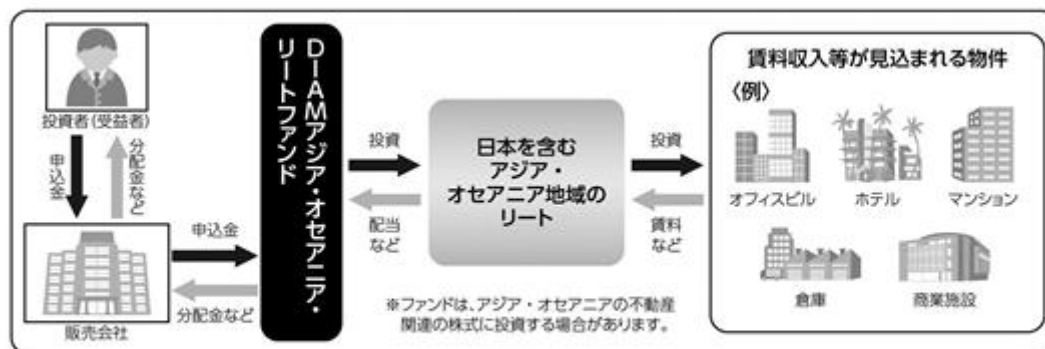 投資者(受益者)
申込金
分配金など
販売会社
申込金
分配金など
DIAMアジア・オセアニア・
リートファンド
投資
配当
など
日本を含む
アジア・
オセアニア地域の
リート
投資
賃料
など
※ファンドは、アジア・オセアニアの不動産
関連の株式に投資する場合があります。
賃料収入等が見込まれる物件
〈例〉
オフィスビル
ホテル
マンション
倉庫
商業施設